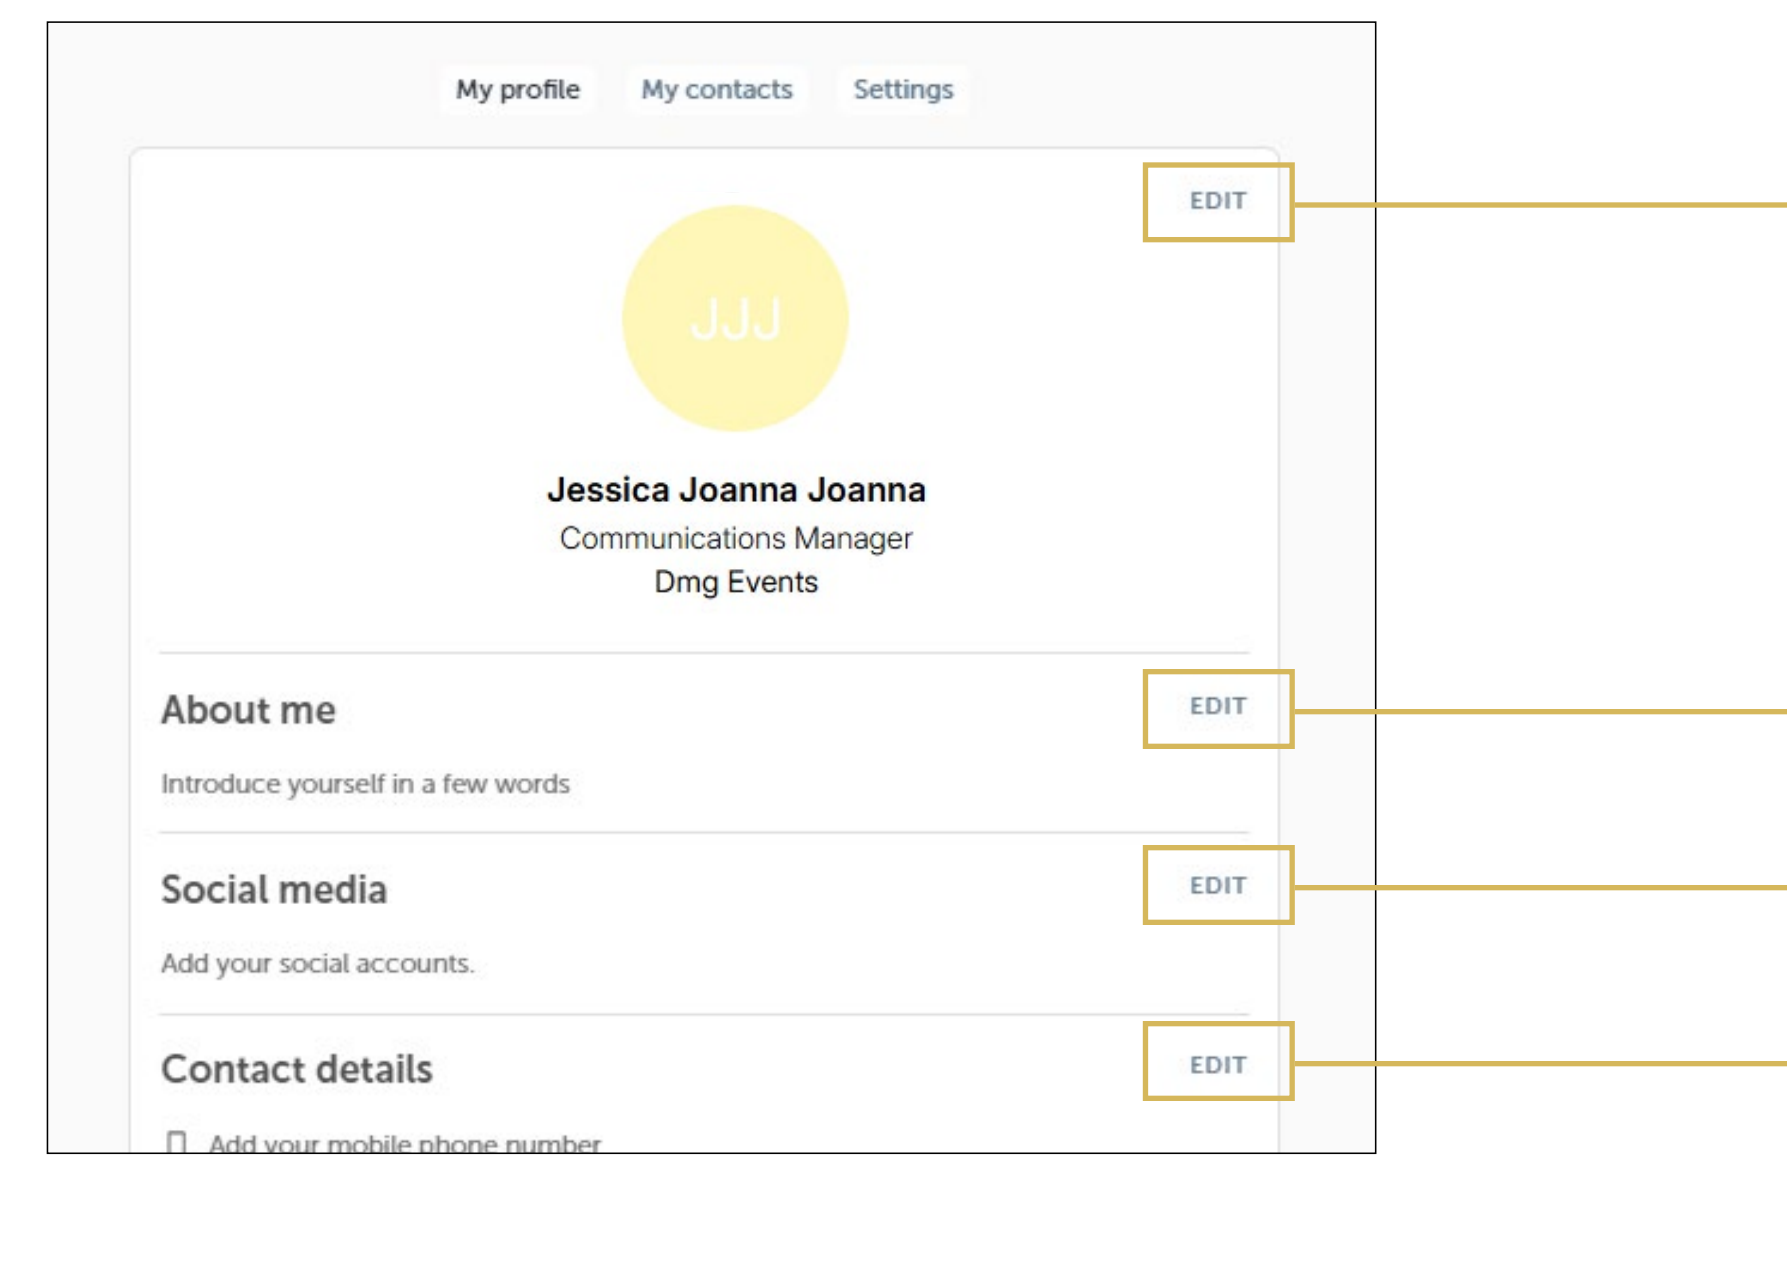 My profile My contacts Settings
EDIT
JJJ
Jessica Joanna Joanna
Communications Manager
Dmg Events
About me EDIT
Introduce yourself in a few words
Social media EDIT
Add your social accounts.
Contact details EDIT
Add your mobile phone number